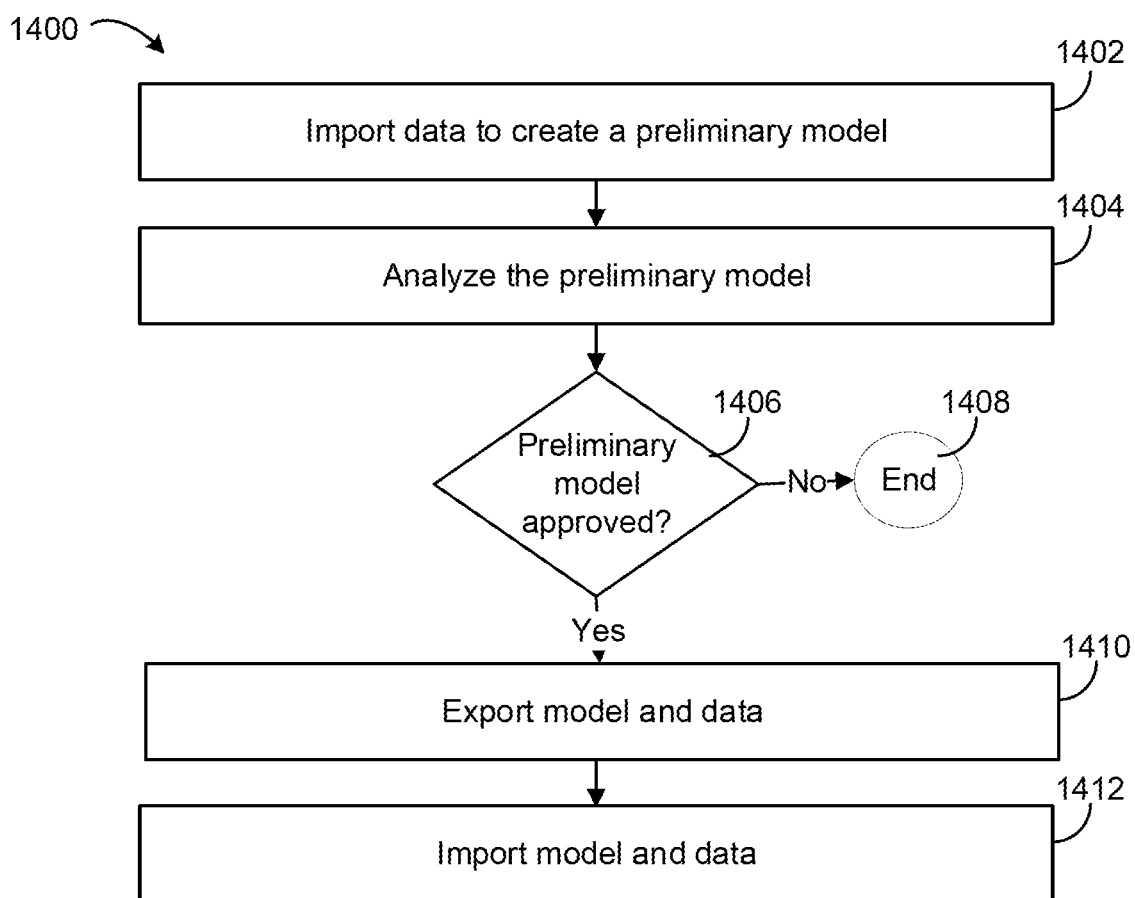 1400
1402
Import data to create a preliminary model
1404
Analyze the preliminary model
1406
1408
Preliminary
model
approved?
No
End
Yes
1410
Export model and data
1412
Import model and data